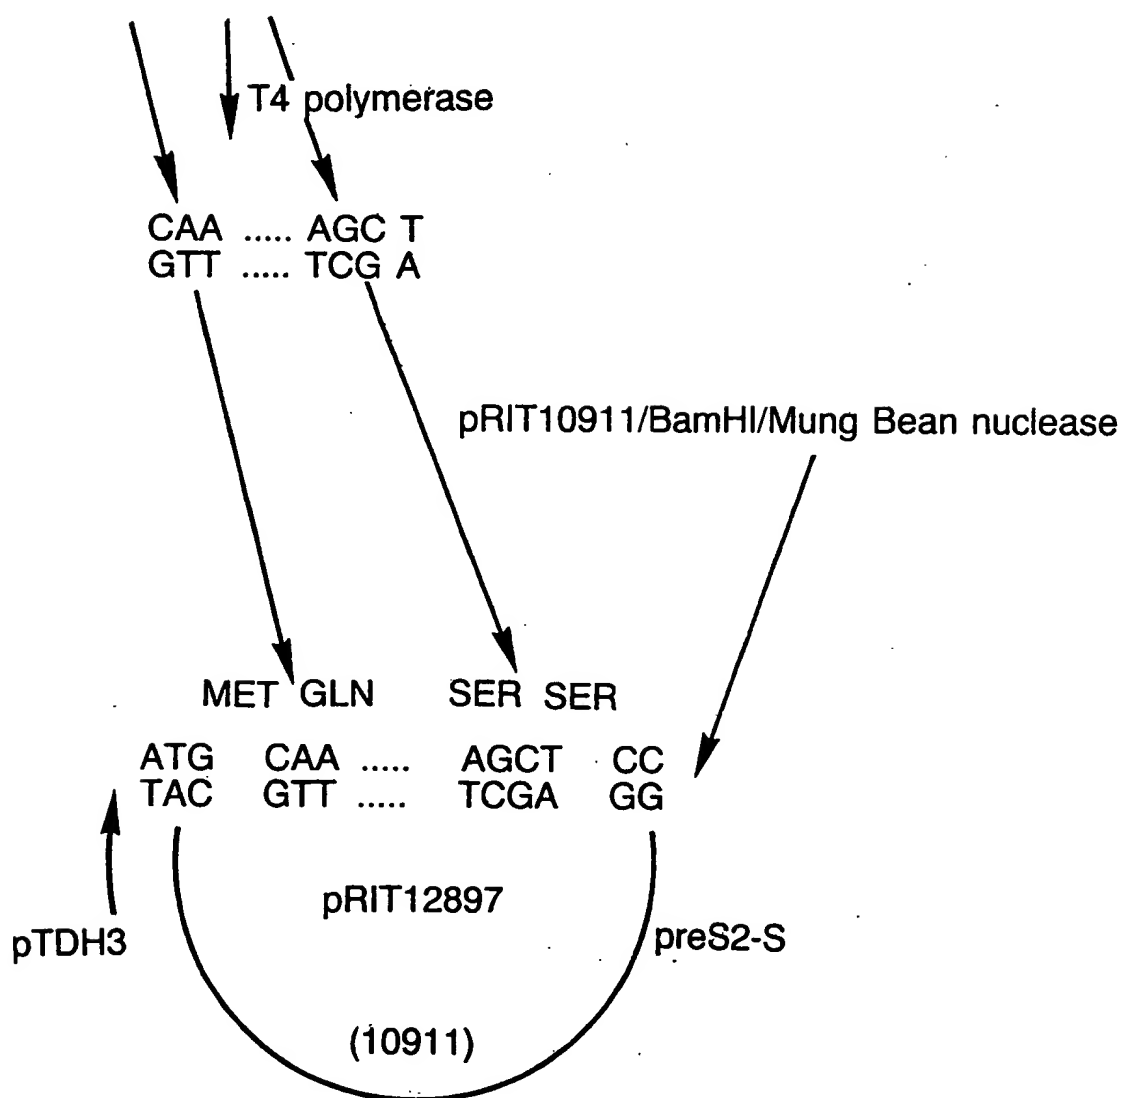 T4 polymerase
CAA ..... AGC T
GTT ..... TCG A
pRIT10911/BamHI/Mung Bean nuclease
MET GLN SER SER
ATG CAA ..... AGCT CC
TAC GTT ..... TCGA GG
pRIT12897
pTDH3
preS2-S
(10911)